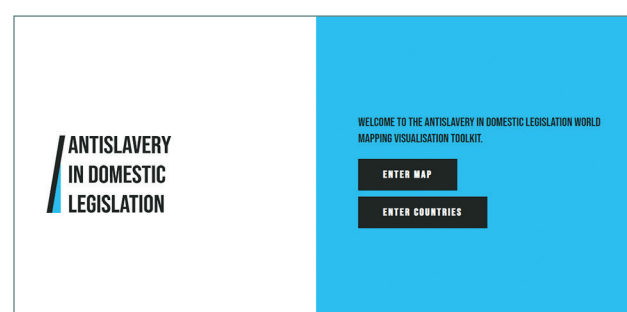 ANTISLAVERY
IN DOMESTIC
LEGISLATION
WELCOME TO THE ANTISLAVERY IN DOMESTIC LEGISLATION WORLD
MAPPING VISUALISATION TOOLKIT.
ENTER MAP
ENTER COUNTRIES